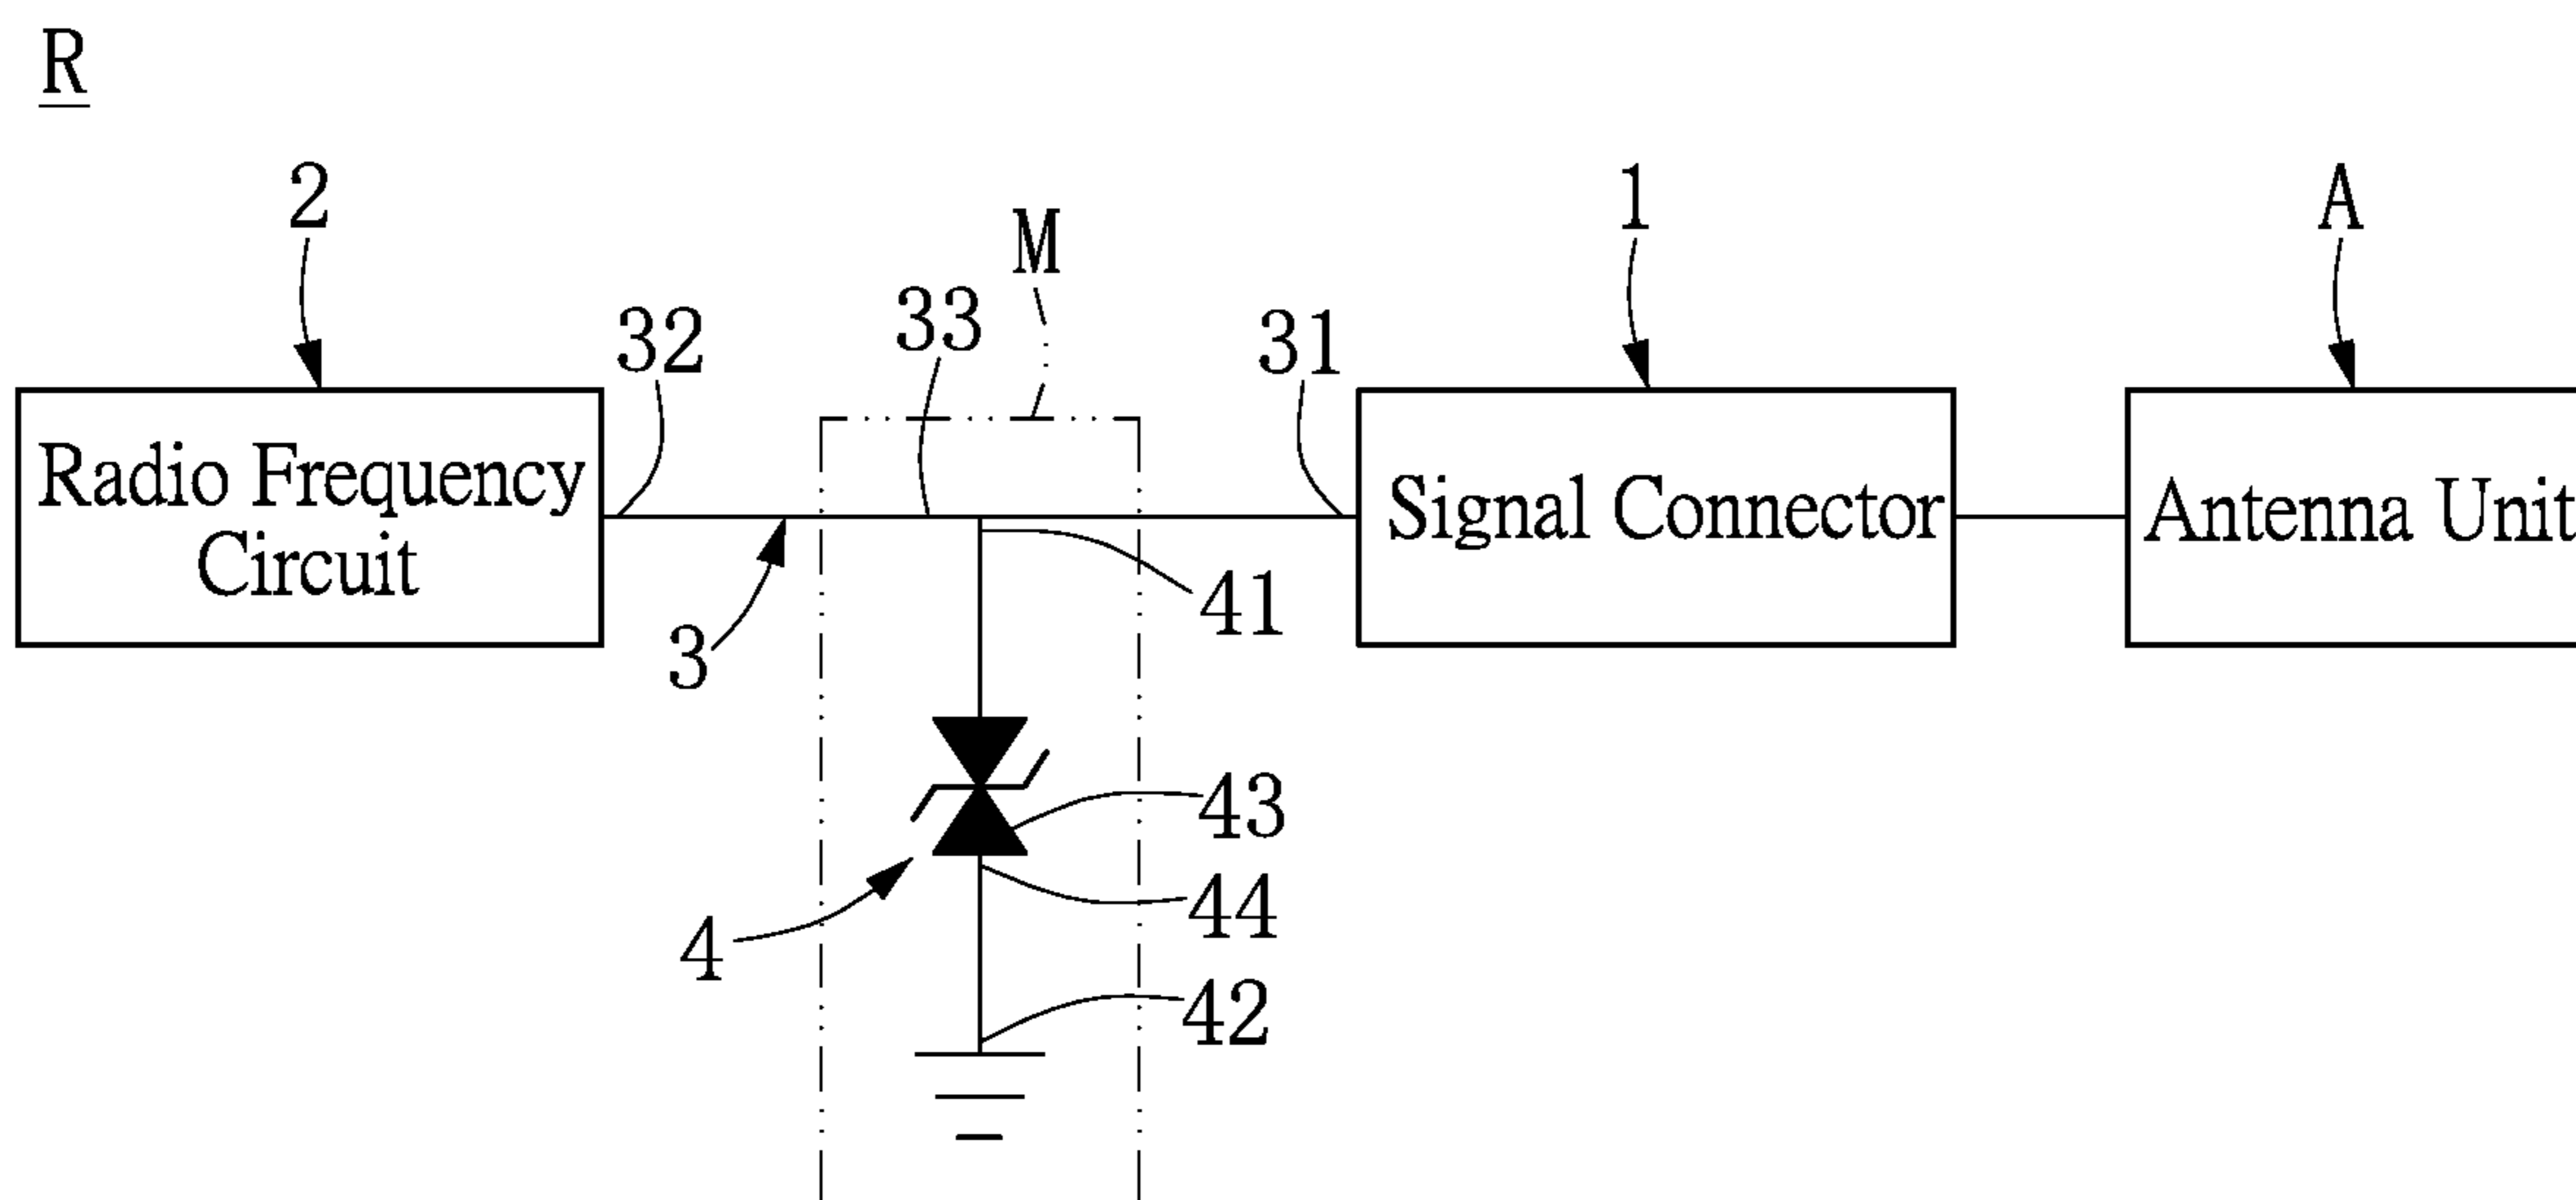 R
2
M
1
A
32
33
31
Radio Frequency
Circuit
Signal Connector
Antenna Unit
3
41
43
4
44
42